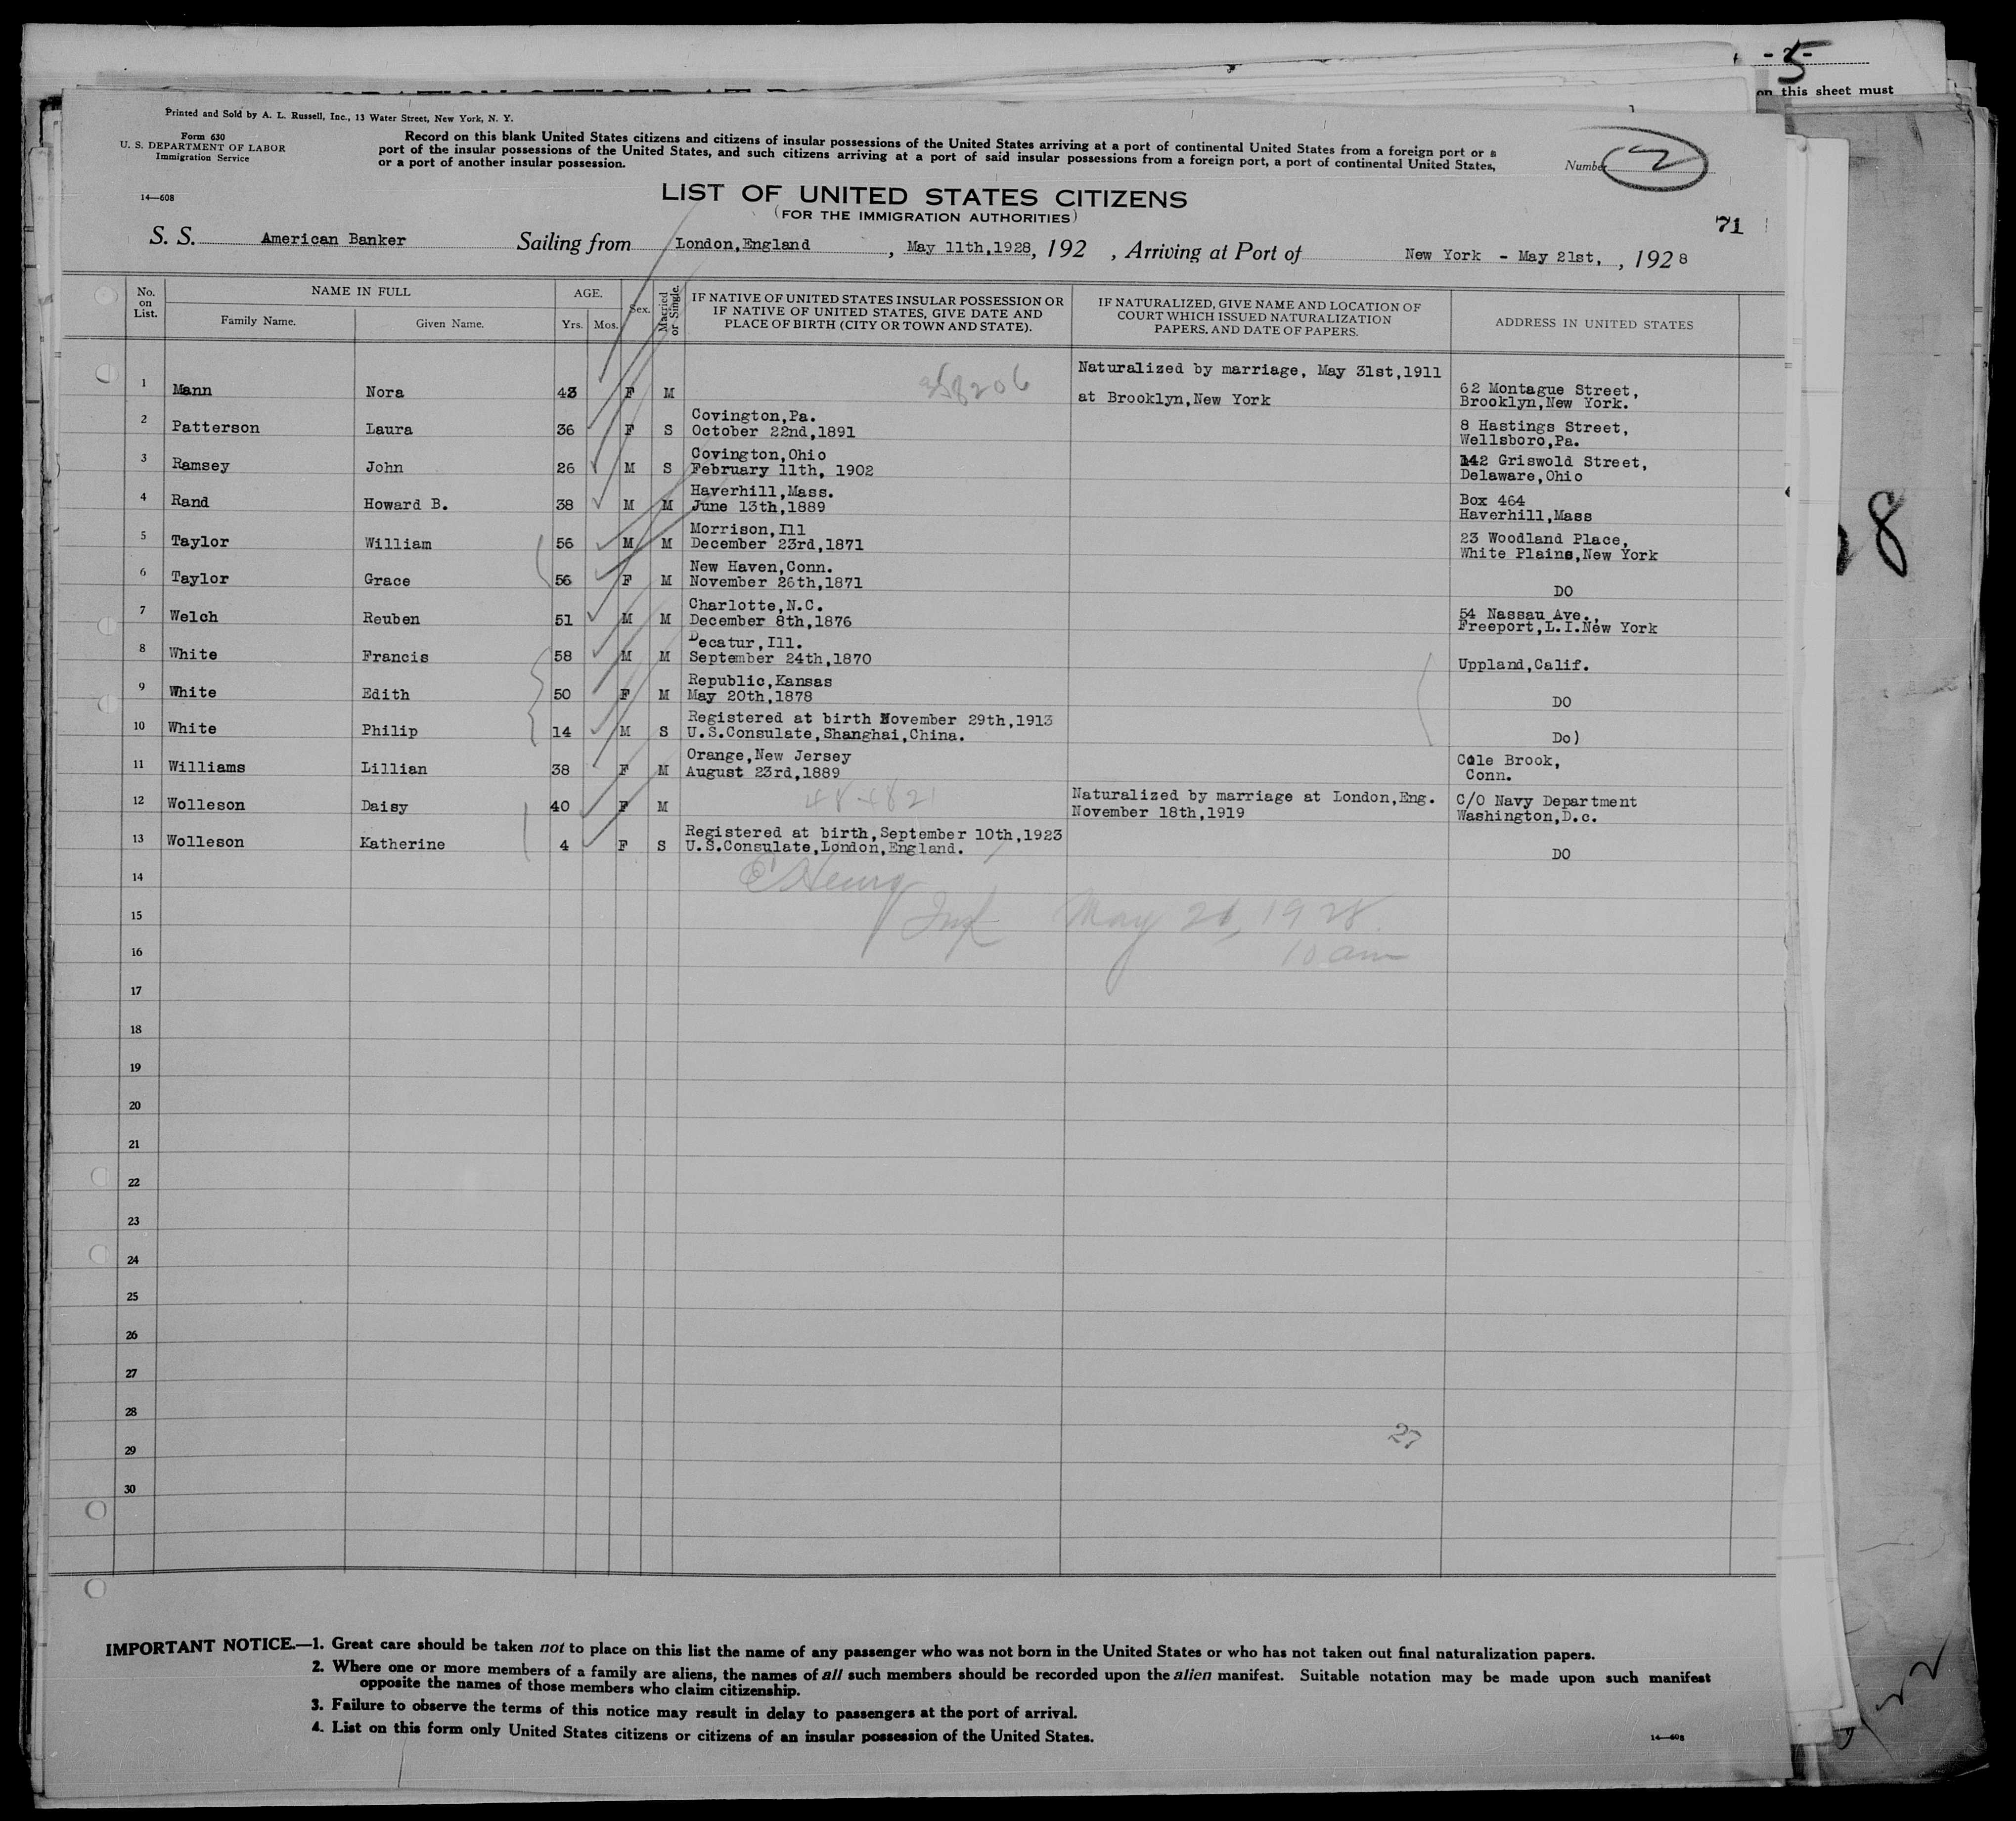 - 2 -
5
on this sheet must
Printed and Sold by A. L. Russell, Inc., 13 Water Street, New York, N. Y.
Form 630
U. S. DEPARTMENT OF LABOR
Immigration Service
14—608
Record on this blank United States citizens and citizens of insular possessions of the United States arriving at a port of continental United States from a foreign port or a
port of the insular possessions of the United States, and such citizens arriving at a port of said insular possessions from a foreign port, a port of continental United States,
or a port of another insular possession.
Number 2
LIST OF UNITED STATES CITIZENS
(FOR THE IMMIGRATION AUTHORITIES)
71
S. S. American Banker Sailing from London,England, May 11th,1928, 192 , Arriving at Port of New York - May 21st, , 1928
No. on List. NAME IN FULL AGE. Sex. Married or Single. IF NATIVE OF UNITED STATES INSULAR POSSESSION OR IF NATIVE OF UNITED STATES, GIVE DATE AND PLACE OF BIRTH (CITY OR TOWN AND STATE). IF NATURALIZED, GIVE NAME AND LOCATION OF COURT WHICH ISSUED NATURALIZATION PAPERS, AND DATE OF PAPERS. ADDRESS IN UNITED STATES
Family Name. Given Name. Yrs. Mos.
1 Mann Nora 43 F M 358206 Naturalized by marriage, May 31st,1911 at Brooklyn,New York 62 Montague Street, Brooklyn,New York.
2 Patterson Laura 36 F S Covington,Pa. October 22nd,1891 8 Hastings Street, Wellsboro,Pa.
3 Ramsey John 26 M S Covington,Ohio February 11th, 1902 142 Griswold Street, Delaware,Ohio
4 Rand Howard B. 38 M M Haverhill,Mass. June 13th,1889 Box 464 Haverhill,Mass
5 Taylor William 56 M M Morrison,Ill December 23rd,1871 23 Woodland Place, White Plains,New York
6 Taylor Grace 56 F M New Haven,Conn. November 26th,1871 DO
7 Welch Reuben 51 M M Charlotte,N.C. December 8th,1876 54 Nassau Ave., Freeport,L.I.New York
8 White Francis 58 M M Decatur,Ill. September 24th,1870 Uppland,Calif.
9 White Edith 50 F M Republic,Kansas May 20th,1878 DO
10 White Philip 14 M S Registered at birth November 29th,1913 U.S.Consulate,Shanghai,China. Do)
11 Williams Lillian 38 F M Orange,New Jersey August 23rd,1889 Cole Brook, Conn.
12 Wolleson Daisy 40 F M Naturalized by marriage at London,Eng. November 18th,1919 C/O Navy Department Washington,D.c.
13 Wolleson Katherine 4 F S Registered at birth,September 10th,1923 U.S.Consulate,London,England. DO
14
15 May 21, 1928
16 10 am
17
18
19
20
21
22
23
24
25
26
27
28
27
29
30
IMPORTANT NOTICE.—1. Great care should be taken not to place on this list the name of any passenger who was not born in the United States or who has not taken out final naturalization papers.
2. Where one or more members of a family are aliens, the names of all such members should be recorded upon the alien manifest. Suitable notation may be made upon such manifest
opposite the names of those members who claim citizenship.
3. Failure to observe the terms of this notice may result in delay to passengers at the port of arrival.
4. List on this form only United States citizens or citizens of an insular possession of the United States.
14—608